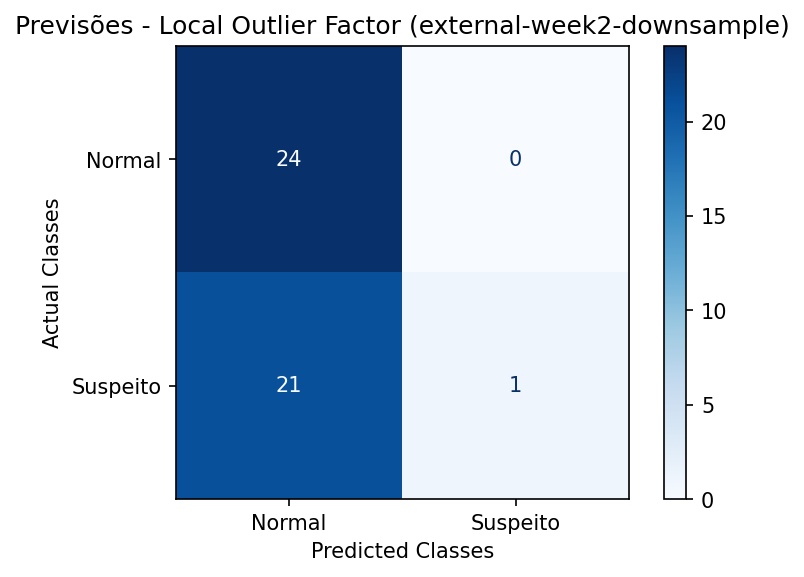 Previsões - Local Outlier Factor (external-week2-downsample)
Actual Classes
Normal
24
0
Suspeito
21
1
Normal
Suspeito
Predicted Classes
20
15
10
5
0